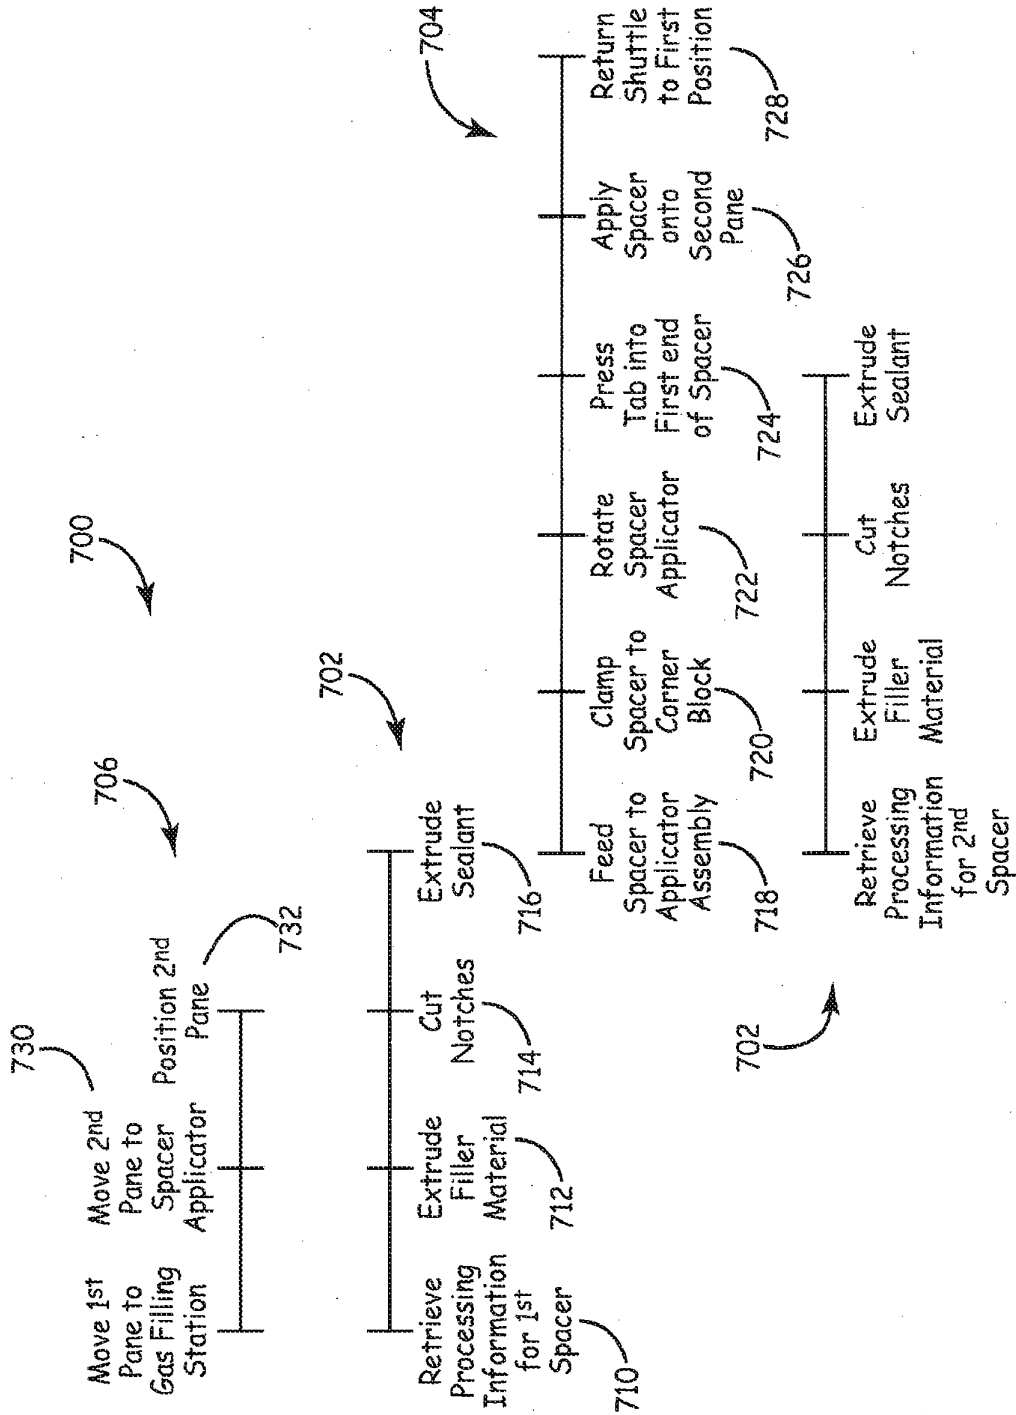 700
730
706
Move 1st
Pane to
Gas Filling
Station
Move 2nd
Pane to
Spacer
Applicator
Position 2nd
Pane
732
702
Retrieve
Processing
Information
for 1st
Spacer
710
Extrude
Filler
Material
712
Cut
Notches
714
Extrude
Sealant
716
704
Feed
Spacer to
Applicator
Assembly
718
Clamp
Spacer to
Corner
Block
720
Rotate
Spacer
Applicator
722
Press
Tab into
First end
of Spacer
724
Apply
Spacer
onto
Second
Pane
726
Return
Shuttle
to First
Position
728
702
Retrieve
Processing
Information
for 2nd
Spacer
Extrude
Filler
Material
Cut
Notches
Extrude
Sealant